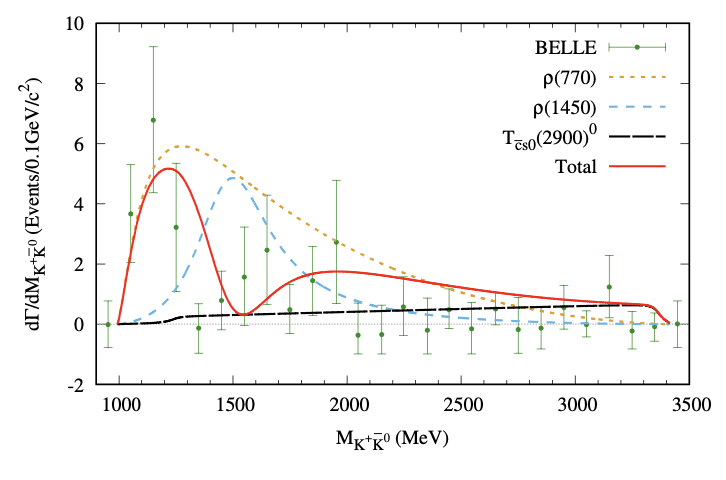 10
8
6
4
2
0
-2
1000 1500 2000 2500 3000 3500
dΓ/dM_{K⁺K̅⁰} (Events/0.1GeV/c²)
M_{K⁺K̅⁰} (MeV)
BELLE
ρ(770)
ρ(1450)
T_{c̅s0}(2900)⁰
Total